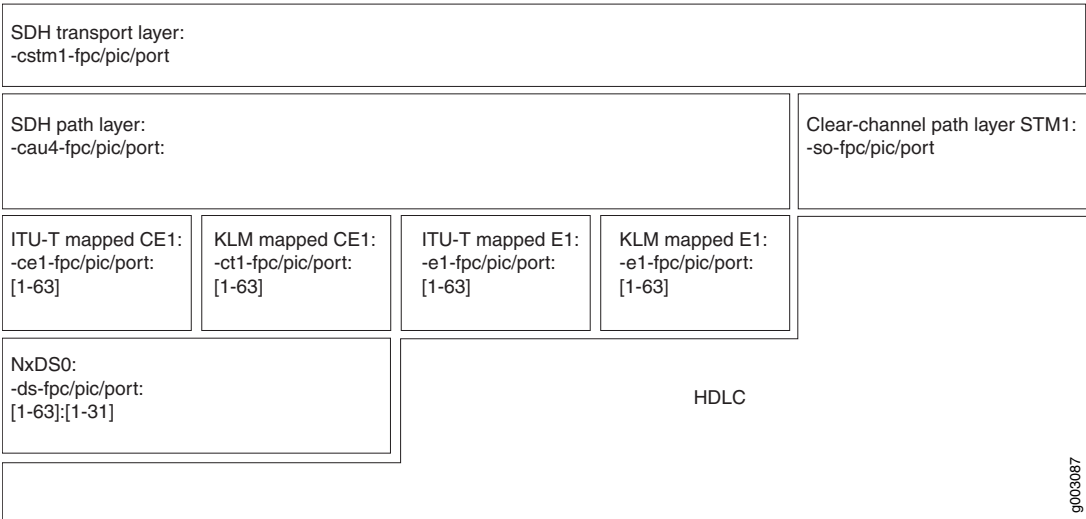 SDH transport layer:
-cstm1-fpc/pic/port
SDH path layer:
-cau4-fpc/pic/port:
Clear-channel path layer STM1:
-so-fpc/pic/port
ITU-T mapped CE1:
-ce1-fpc/pic/port:
[1-63]
KLM mapped CE1:
-ct1-fpc/pic/port:
[1-63]
ITU-T mapped E1:
-e1-fpc/pic/port:
[1-63]
KLM mapped E1:
-e1-fpc/pic/port:
[1-63]
NxDS0:
-ds-fpc/pic/port:
[1-63]:[1-31]
HDLC
g003087